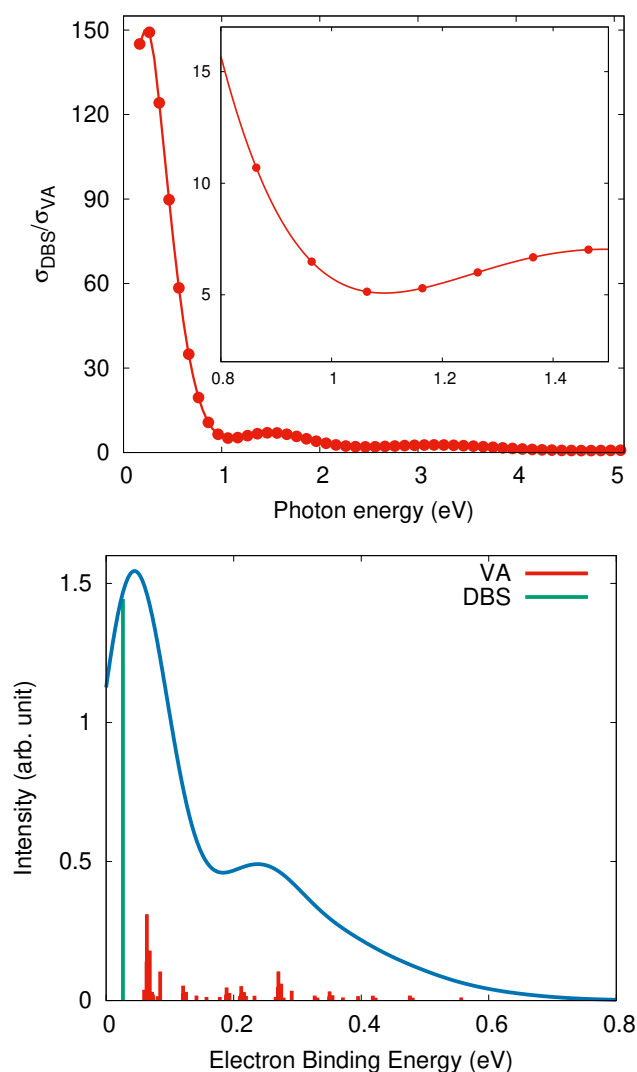 150
120
90
60
30
0
σDBS/σVA
15
10
5
0.8 1 1.2 1.4
0 1 2 3 4 5
Photon energy (eV)
VA
DBS
1.5
1
0.5
0
Intensity (arb. unit)
0 0.2 0.4 0.6 0.8
Electron Binding Energy (eV)